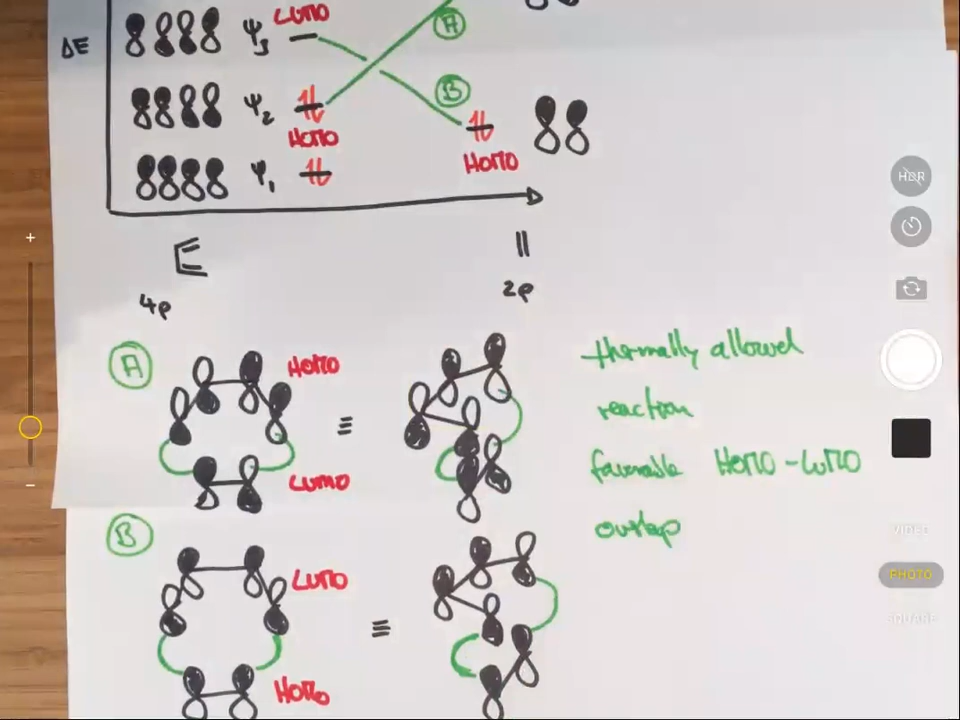 LUMO
ΔE
Ψ3
A
Ψ2
B
HOMO
HOMO
Ψ1
4p
2p
A
HOMO
≡
LUMO
thermally allowed
reaction
favorable HOMO-LUMO
overlap
B
LUMO
≡
HOMO
HDR
VIDEO
PHOTO
SQUARE